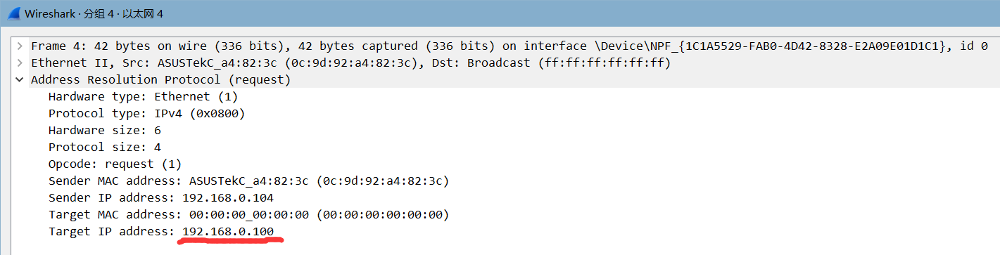 Wireshark · 分组 4 · 以太网 4
Frame 4: 42 bytes on wire (336 bits), 42 bytes captured (336 bits) on interface \Device\NPF_{1C1A5529-FAB0-4D42-8328-E2A09E01D1C1}, id 0
Ethernet II, Src: ASUSTekC_a4:82:3c (0c:9d:92:a4:82:3c), Dst: Broadcast (ff:ff:ff:ff:ff:ff)
Address Resolution Protocol (request)
Hardware type: Ethernet (1)
Protocol type: IPv4 (0x0800)
Hardware size: 6
Protocol size: 4
Opcode: request (1)
Sender MAC address: ASUSTekC_a4:82:3c (0c:9d:92:a4:82:3c)
Sender IP address: 192.168.0.104
Target MAC address: 00:00:00_00:00:00 (00:00:00:00:00:00)
Target IP address: 192.168.0.100